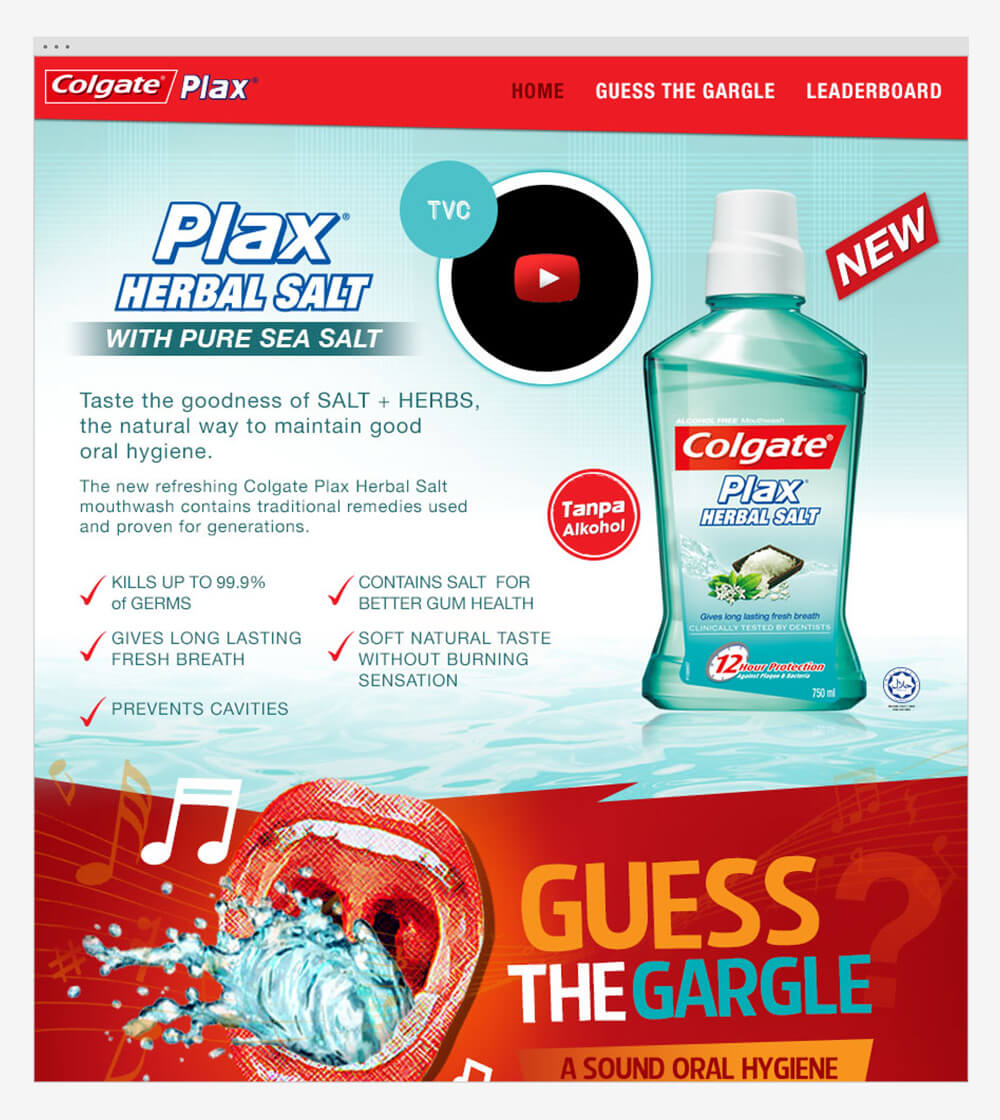 Colgate® Plax®
HOME GUESS THE GARGLE LEADERBOARD
Plax®
HERBAL SALT
WITH PURE SEA SALT
TVC
NEW
Taste the goodness of SALT + HERBS,
the natural way to maintain good
oral hygiene.
The new refreshing Colgate Plax Herbal Salt
mouthwash contains traditional remedies used
and proven for generations.
Tanpa
Alkohol
KILLS UP TO 99.9%
of GERMS
GIVES LONG LASTING
FRESH BREATH
PREVENTS CAVITIES
CONTAINS SALT FOR
BETTER GUM HEALTH
SOFT NATURAL TASTE
WITHOUT BURNING
SENSATION
ALCOHOL FREE Mouthwash
Colgate®
Plax®
HERBAL SALT
Gives long lasting fresh breath
CLINICALLY TESTED BY DENTISTS
12 Hour Protection
Against Plaque & Bacteria
750 ml
GUESS
THE GARGLE
?
A SOUND ORAL HYGIENE